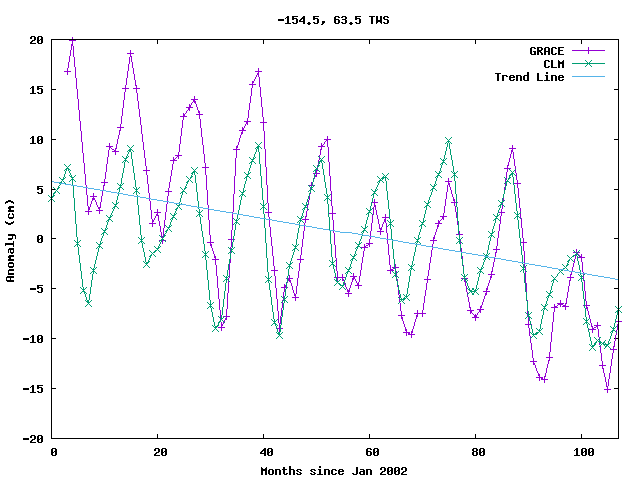 -154.5, 63.5 TWS
GRACE
CLM
Trend Line
20
15
10
5
0
-5
-10
-15
-20
Anomaly (cm)
0 20 40 60 80 100
Months since Jan 2002